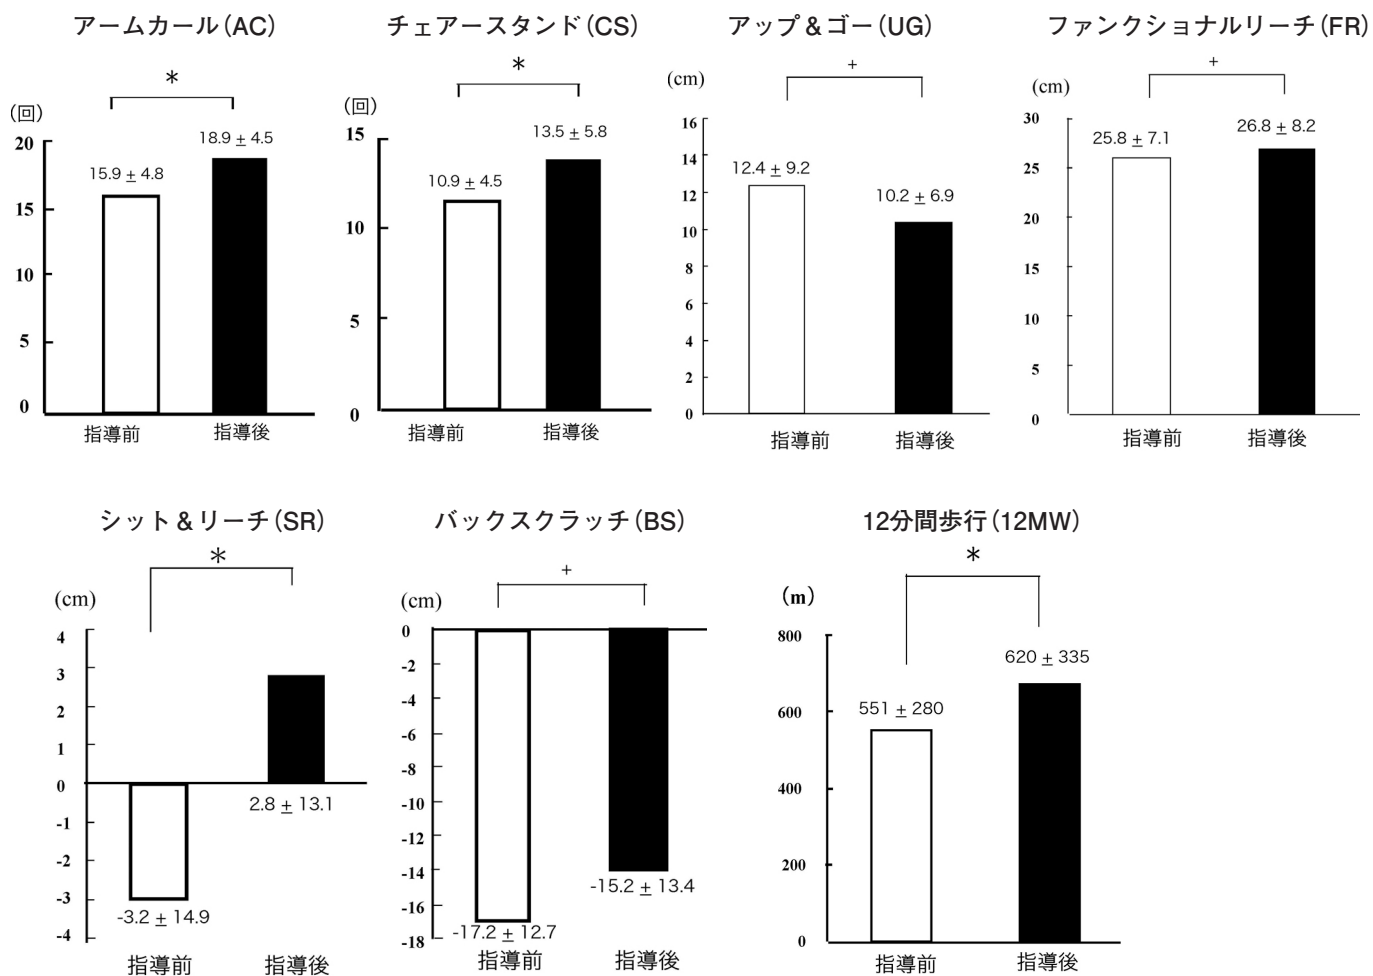 アームカール(AC)
*
(回)
20
15
10
5
0
15.9 ± 4.8
18.9 ± 4.5
指導前
指導後
チェアースタンド(CS)
*
(回)
15
10
5
0
10.9 ± 4.5
13.5 ± 5.8
指導前
指導後
アップ&ゴー(UG)
+
(cm)
16
14
12
10
8
6
4
2
0
12.4 ± 9.2
10.2 ± 6.9
指導前
指導後
ファンクショナルリーチ(FR)
+
(cm)
30
25
20
15
10
5
0
25.8 ± 7.1
26.8 ± 8.2
指導前
指導後
シット&リーチ(SR)
*
(cm)
4
3
2
1
0
-1
-2
-3
-4
-3.2 ± 14.9
2.8 ± 13.1
指導前
指導後
バックスクラッチ(BS)
+
(cm)
0
-2
-4
-6
-8
-10
-12
-14
-16
-18
-17.2 ± 12.7
-15.2 ± 13.4
指導前
指導後
12分間歩行(12MW)
*
(m)
800
600
400
200
0
551 ± 280
620 ± 335
指導前
指導後